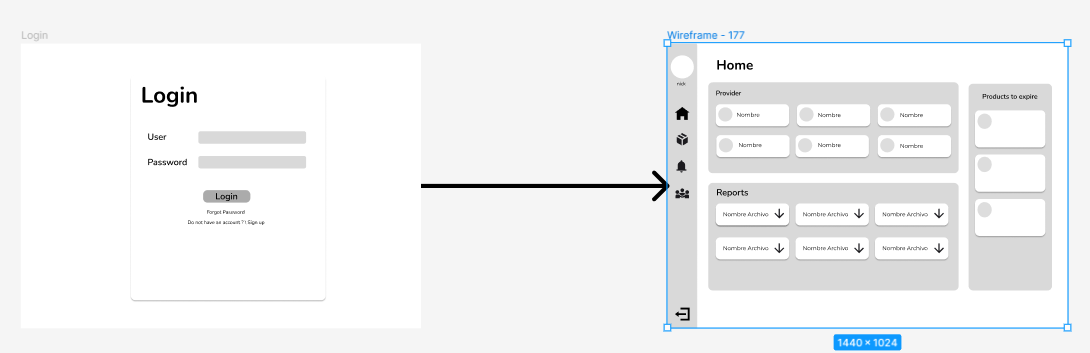 Login
Login
User
Password
Login
Forgot Password
Do not have an account ? ! Sign up
Wireframe - 177
nick
Home
Provider
Nombre
Nombre
Nombre
Nombre
Nombre
Nombre
Products to expire
Reports
Nombre Archivo
Nombre Archivo
Nombre Archivo
Nombre Archivo
Nombre Archivo
Nombre Archivo
1440 × 1024